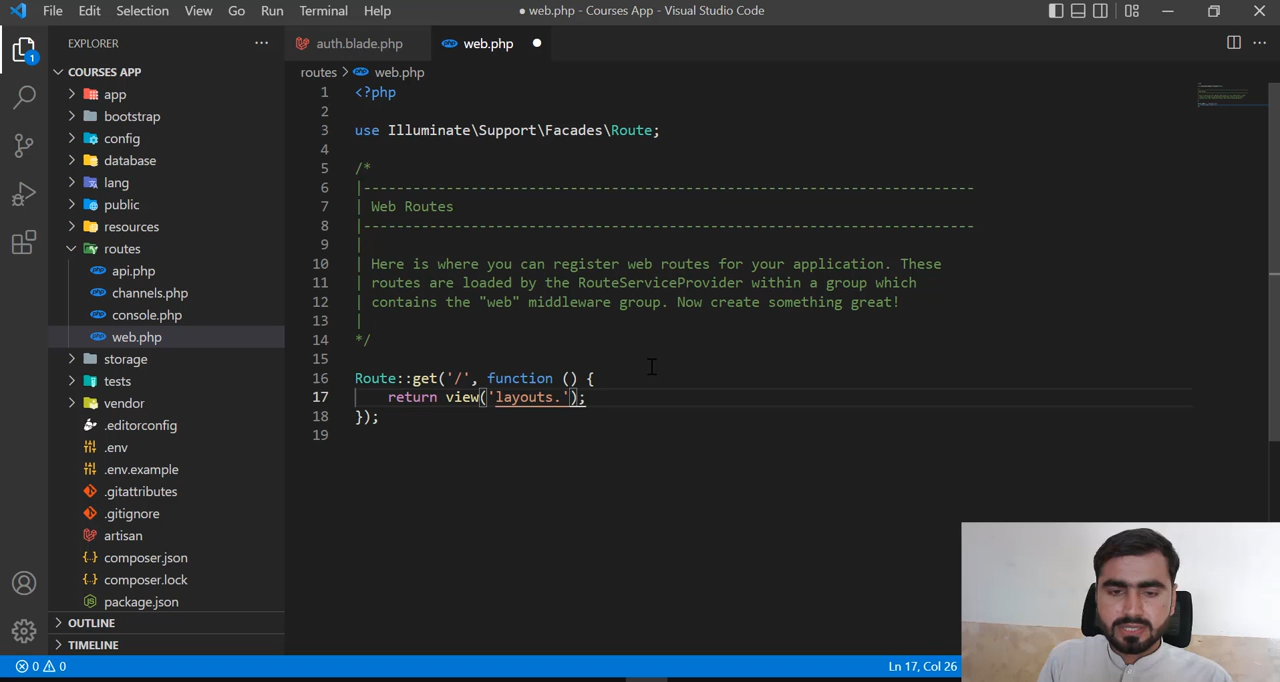 File Edit Selection View Go Run Terminal Help
● web.php - Courses App - Visual Studio Code
EXPLORER
1
COURSES APP
app
bootstrap
config
database
lang
public
resources
routes
api.php
channels.php
console.php
web.php
storage
tests
vendor
.editorconfig
.env
.env.example
.gitattributes
.gitignore
artisan
composer.json
composer.lock
package.json
OUTLINE
TIMELINE
auth.blade.php web.php
routes > web.php
1 <?php
2
3 use Illuminate\Support\Facades\Route;
4
5 /*
6 |--------------------------------------------------------------------------
7 | Web Routes
8 |--------------------------------------------------------------------------
9 |
10 | Here is where you can register web routes for your application. These
11 | routes are loaded by the RouteServiceProvider within a group which
12 | contains the "web" middleware group. Now create something great!
13 |
14 */
15
16 Route::get('/', function () {
17 return view('layouts.');
18 });
19
0 0 Ln 17, Col 26